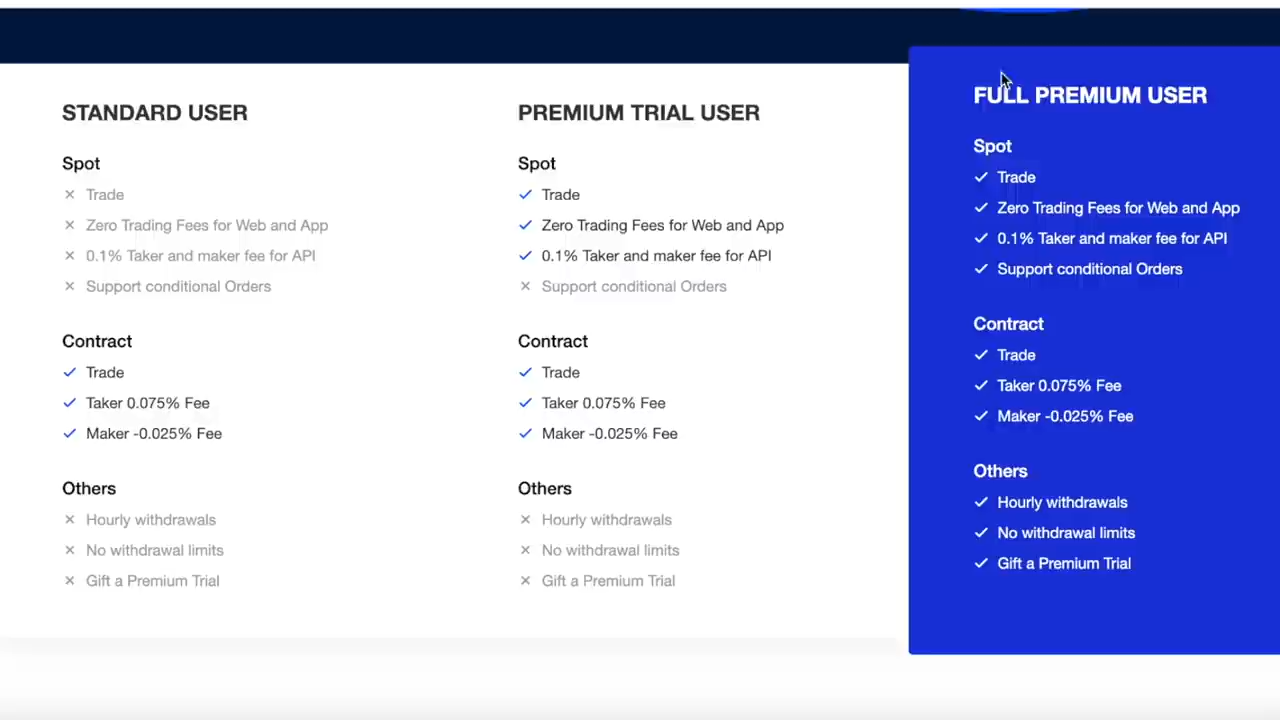 STANDARD USER
Spot
Trade
Zero Trading Fees for Web and App
0.1% Taker and maker fee for API
Support conditional Orders
Contract
Trade
Taker 0.075% Fee
Maker -0.025% Fee
Others
Hourly withdrawals
No withdrawal limits
Gift a Premium Trial
PREMIUM TRIAL USER
Spot
Trade
Zero Trading Fees for Web and App
0.1% Taker and maker fee for API
Support conditional Orders
Contract
Trade
Taker 0.075% Fee
Maker -0.025% Fee
Others
Hourly withdrawals
No withdrawal limits
Gift a Premium Trial
FULL PREMIUM USER
Spot
Trade
Zero Trading Fees for Web and App
0.1% Taker and maker fee for API
Support conditional Orders
Contract
Trade
Taker 0.075% Fee
Maker -0.025% Fee
Others
Hourly withdrawals
No withdrawal limits
Gift a Premium Trial